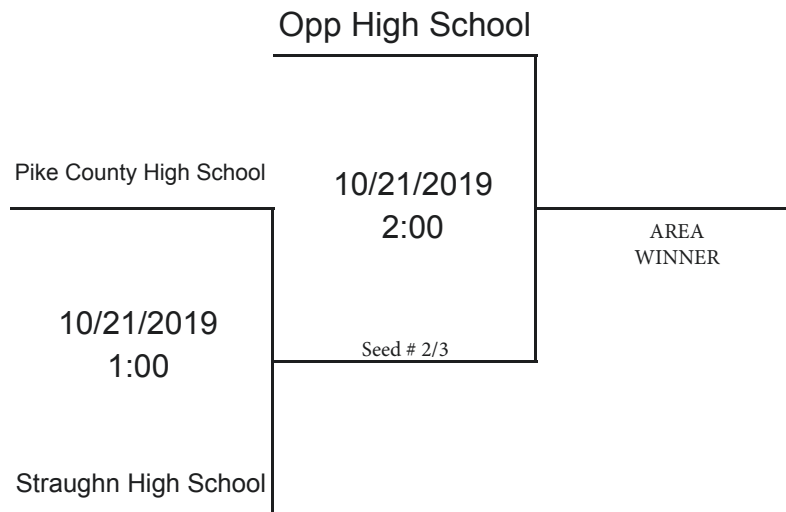 Opp High School
Pike County High School
10/21/2019
2:00
AREA
WINNER
10/21/2019
1:00
Seed # 2/3
Straughn High School